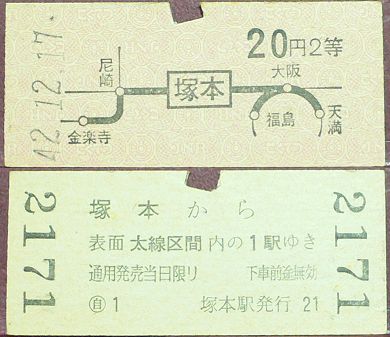 42.12.17.
20円2等
尼崎
塚本
大阪
金楽寺
福島
天満
2171
塚本から
表面 太線区間 内の1駅ゆき
通用発売当日限り 下車前途無効
自 1 塚本駅発行 21
2171